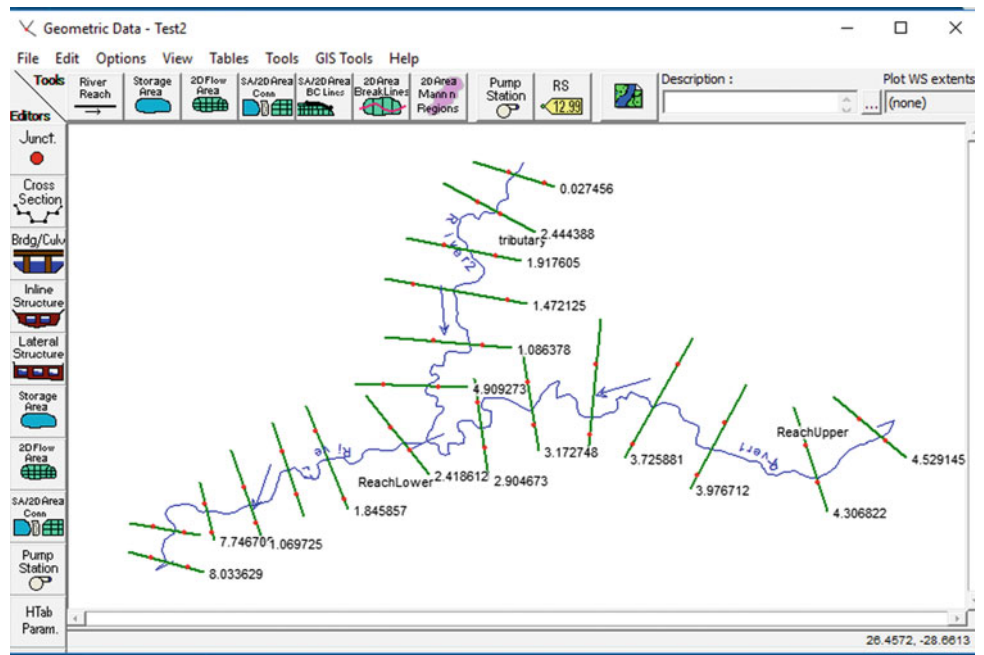 Geometric Data - Test2
File Edit Options View Tables Tools GIS Tools Help
Tools
Editors
River Reach
Storage Area
2D Flow Area
SA/2D Area Conn
SA/2D Area BC Lines
2D Area BreakLines
2D Area Mann n Regions
Pump Station
RS
12.99
Description :
...
Plot WS extents
(none)
Junct.
Cross Section
Brdg/Culv
Inline Structure
Lateral Structure
Storage Area
2D Flow Area
SA/2D Area Conn
Pump Station
HTab Param.
0.027456
2.444388
tributary
River2
1.917605
1.472125
1.086378
4.909273
3.172748
3.725881
ReachUpper
4.529145
3.976712
4.306822
ReachLower
2.418612
2.904673
1.845857
1.069725
8.033629
26.4572, -28.6613